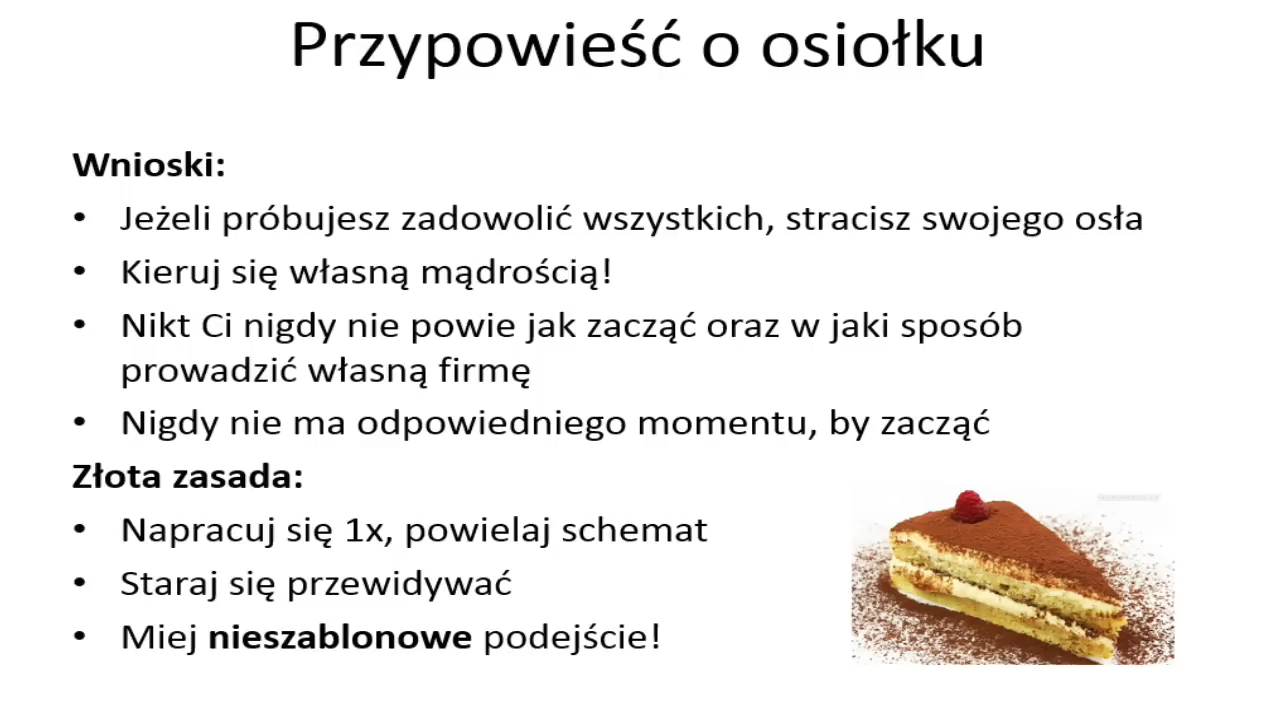 Przypowieść o osiołku
Wnioski:
• Jeżeli próbujesz zadowolić wszystkich, stracisz swojego osła
• Kieruj się własną mądrością!
• Nikt Ci nigdy nie powie jak zacząć oraz w jaki sposób
prowadzić własną firmę
• Nigdy nie ma odpowiedniego momentu, by zacząć
Złota zasada:
• Napracuj się 1x, powielaj schemat
• Staraj się przewidywać
• Miej nieszablonowe podejście!